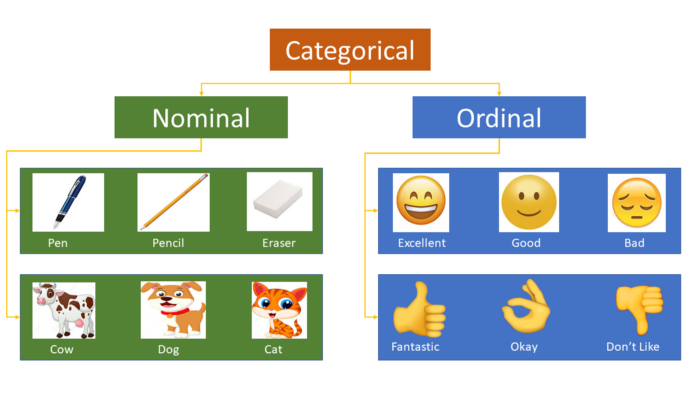 Categorical
Nominal
Ordinal
Pen Pencil Eraser
Excellent Good Bad
Cow Dog Cat
Fantastic Okay Don’t Like